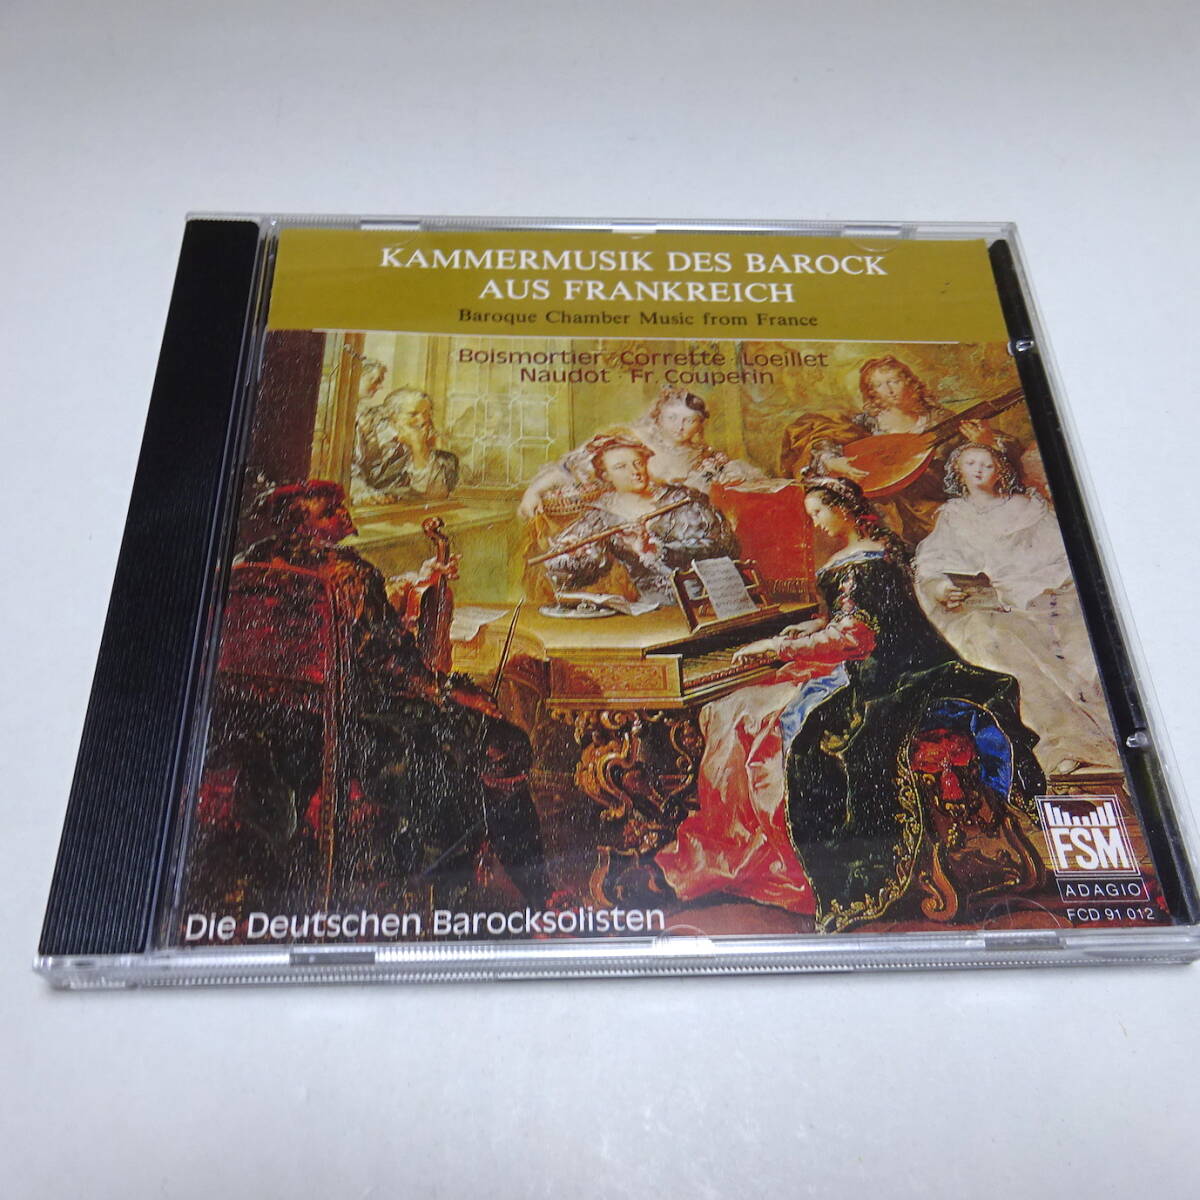 KAMMERMUSIK DES BAROCK
AUS FRANKREICH
Baroque Chamber Music from France
Boismortier · Corrette · Loeillet
Naudot · Fr. Couperin
FSM
ADAGIO
FCD 91 012
Die Deutschen Barocksolisten